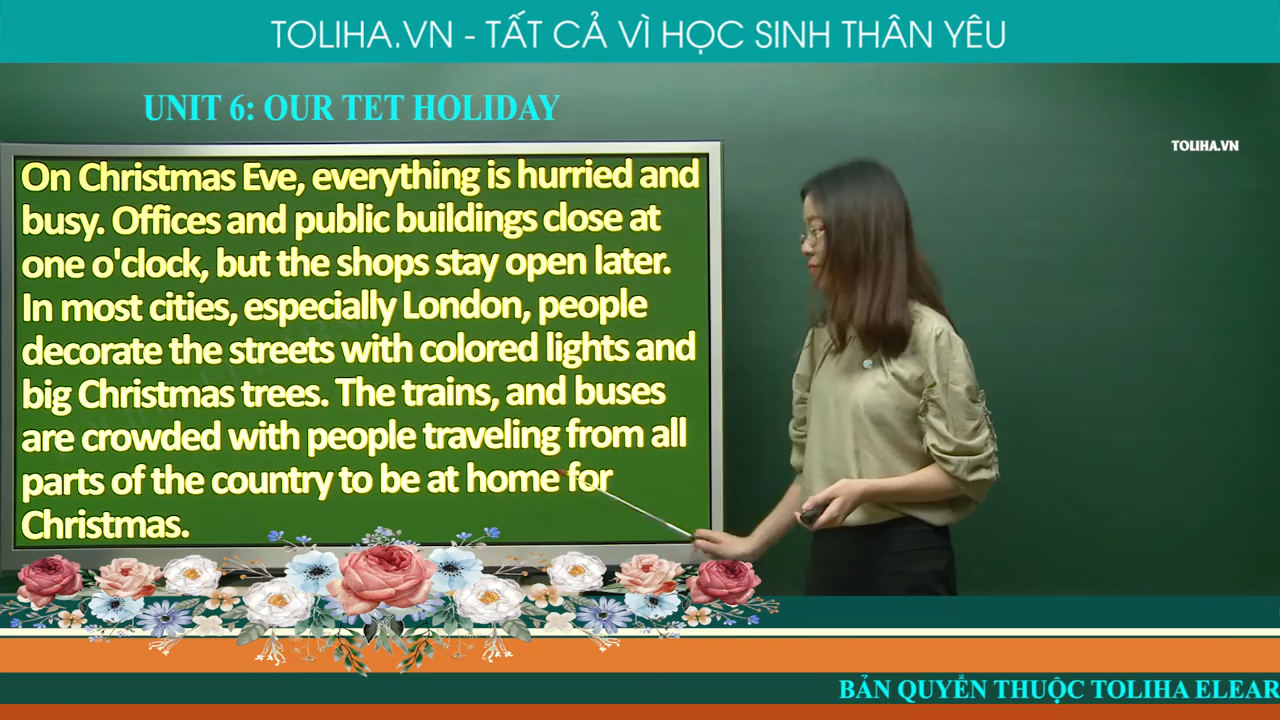 TOLIHA.VN - TẤT CẢ VÌ HỌC SINH THÂN YÊU
UNIT 6: OUR TET HOLIDAY
TOLIHA.VN
On Christmas Eve, everything is hurried and
busy. Offices and public buildings close at
one o'clock, but the shops stay open later.
In most cities, especially London, people
decorate the streets with colored lights and
big Christmas trees. The trains, and buses
are crowded with people traveling from all
parts of the country to be at home for
Christmas.
BẢN QUYỀN THUỘC TOLIHA ELEAR